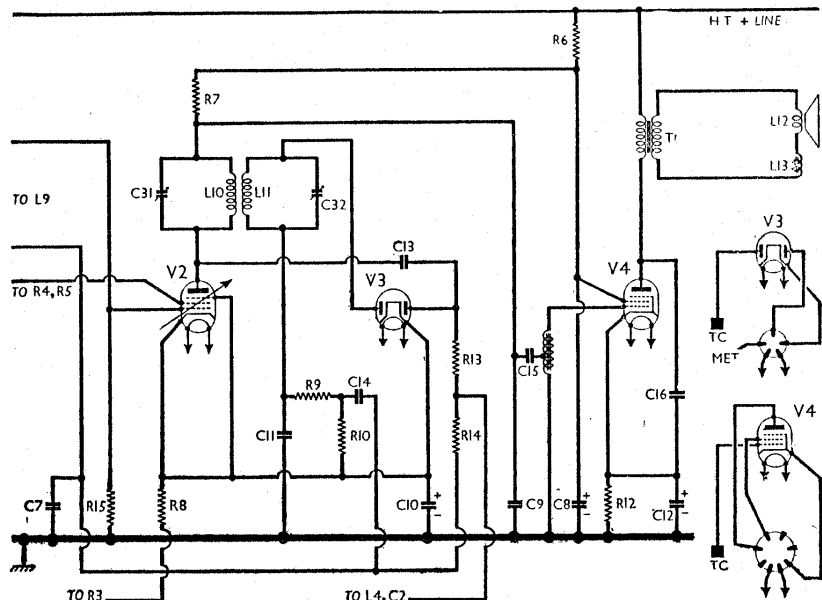 HT + LINE
R6
R7
L12
T1
L13
C31
L10
L11
C32
TO L9
V3
C13
V2
V3
V4
TO R4, R5
TC
MET
R13
C15
R9
C14
C16
V4
C11
R10
R14
C7
R15
R8
C10
+
–
C9
C8
+
–
R12
C12
+
–
TC
TO R3
TO L4, C2